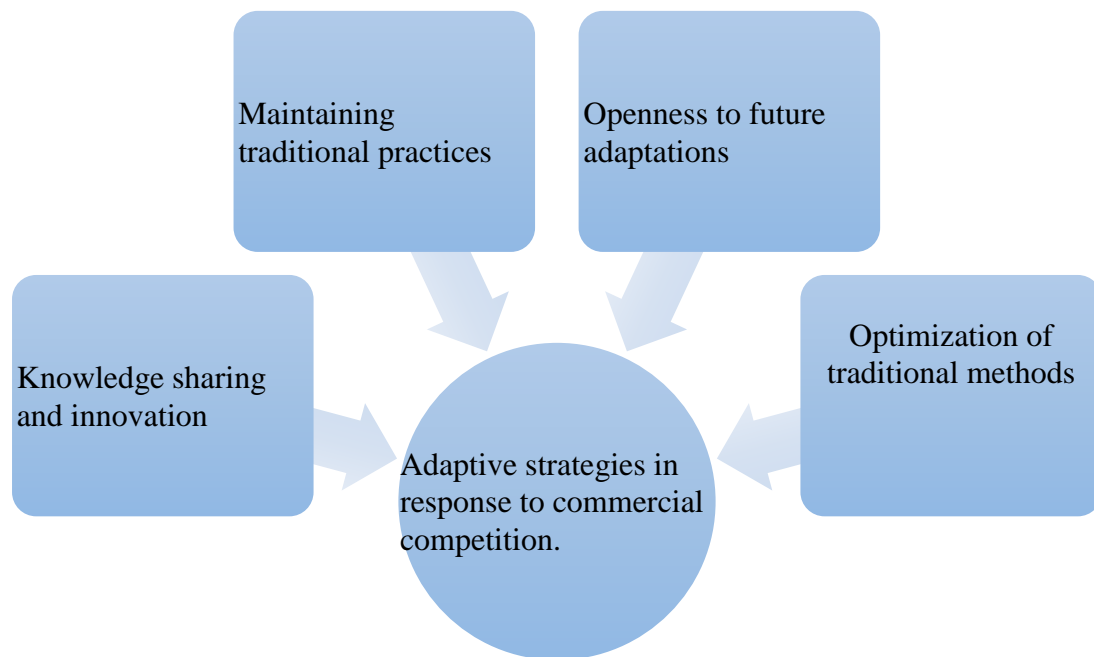 Maintaining
traditional practices
Openness to future
adaptations
Knowledge sharing
and innovation
Optimization of
traditional methods
Adaptive strategies in
response to commercial
competition.